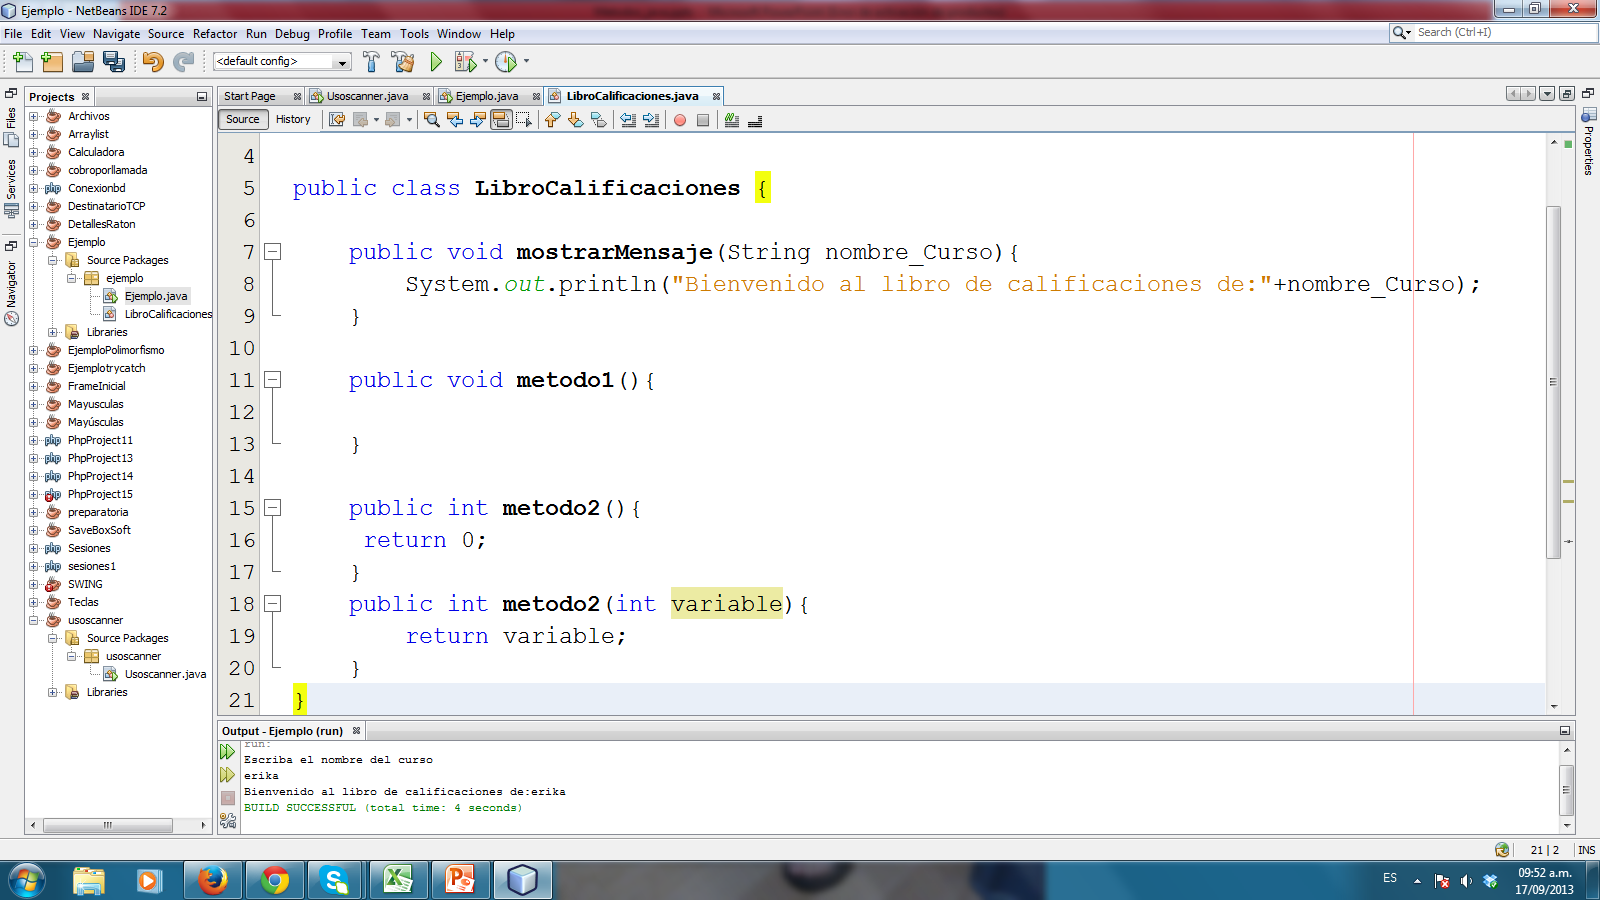 Ejemplo - NetBeans IDE 7.2
File Edit View Navigate Source Refactor Run Debug Profile Team Tools Window Help
Search (Ctrl+I)
<default config>
Files
Services
Navigator
Projects
Archivos
Arraylist
Calculadora
cobroporllamada
Conexionbd
DestinatarioTCP
DetallesRaton
Ejemplo
Source Packages
ejemplo
Ejemplo.java
LibroCalificaciones
Libraries
EjemploPolimorfismo
Ejemplotrycatch
FrameInicial
Mayusculas
Mayúsculas
PhpProject11
PhpProject13
PhpProject14
PhpProject15
preparatoria
SaveBoxSoft
Sesiones
sesiones1
SWING
Teclas
usoscanner
Source Packages
usoscanner
Usoscanner.java
Libraries
Start Page Usoscanner.java Ejemplo.java LibroCalificaciones.java
Source History
4
5 public class LibroCalificaciones {
6
7 public void mostrarMensaje(String nombre_Curso){
8 System.out.println("Bienvenido al libro de calificaciones de:"+nombre_Curso);
9 }
10
11 public void metodo1(){
12
13 }
14
15 public int metodo2(){
16 return 0;
17 }
18 public int metodo2(int variable){
19 return variable;
20 }
21 }
Properties
Output - Ejemplo (run)
run:
Escriba el nombre del curso
erika
Bienvenido al libro de calificaciones de:erika
BUILD SUCCESSFUL (total time: 4 seconds)
21 | 2 INS
ES
09:52 a.m.
17/09/2013